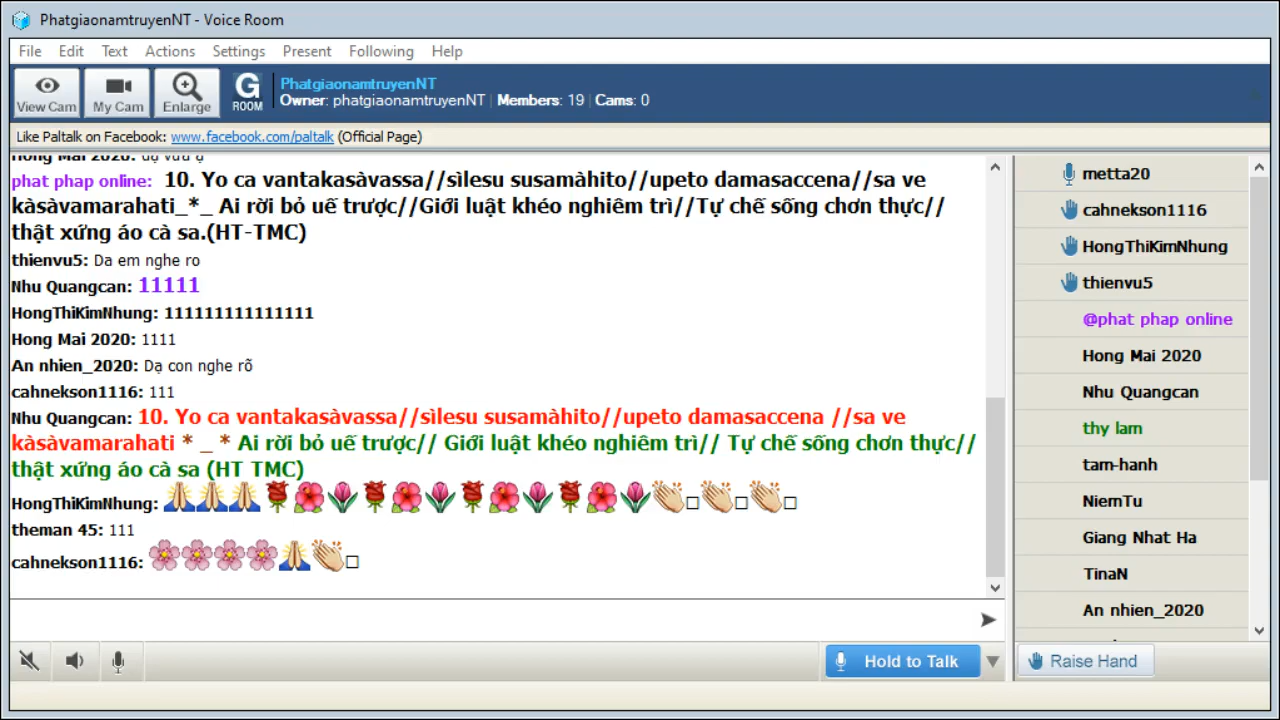 PhatgiaonamtruyenNT - Voice Room
File Edit Text Actions Settings Present Following Help
View Cam My Cam Enlarge G ROOM
PhatgiaonamtruyenNT
Owner: phatgiaonamtruyenNT | Members: 19 | Cams: 0
Like Paltalk on Facebook: www.facebook.com/paltalk (Official Page)
Hong Mai 2020: dạ vừa ạ
phat phap online: 10. Yo ca vantakasàvassa//sìlesu susamàhito//upeto damasaccena//sa ve
kàsàvamarahati_*_ Ai rời bỏ uế trược//Giới luật khéo nghiêm trì//Tự chế sống chơn thực//
thật xứng áo cà sa.(HT-TMC)
thienvu5: Da em nghe ro
Nhu Quangcan: 11111
HongThiKimNhung: 111111111111111
Hong Mai 2020: 1111
An nhien_2020: Dạ con nghe rõ
cahnekson1116: 111
Nhu Quangcan: 10. Yo ca vantakasàvassa//sìlesu susamàhito//upeto damasaccena //sa ve
kàsàvamarahati * _ * Ai rời bỏ uế trược// Giới luật khéo nghiêm trì// Tự chế sống chơn thực//
thật xứng áo cà sa (HT TMC)
HongThiKimNhung: 🙏🙏🙏🌹🌺🌷🌹🌺🌷🌹🌺🌷🌹🌺🌷👏□👏□👏□
theman 45: 111
cahnekson1116: 🌸🌸🌸🌸🙏👏□
Hold to Talk
metta20
cahnekson1116
HongThiKimNhung
thienvu5
@phat phap online
Hong Mai 2020
Nhu Quangcan
thy lam
tam-hanh
NiemTu
Giang Nhat Ha
TinaN
An nhien_2020
Raise Hand